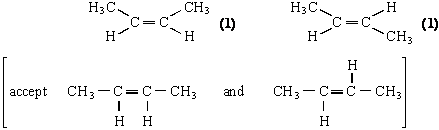 H₃C CH₃ H₃C H
C=C (1) C=C (1)
H H H CH₃
H
[accept CH₃ – C = C – CH₃ and CH₃ – C = C – CH₃]
H H H